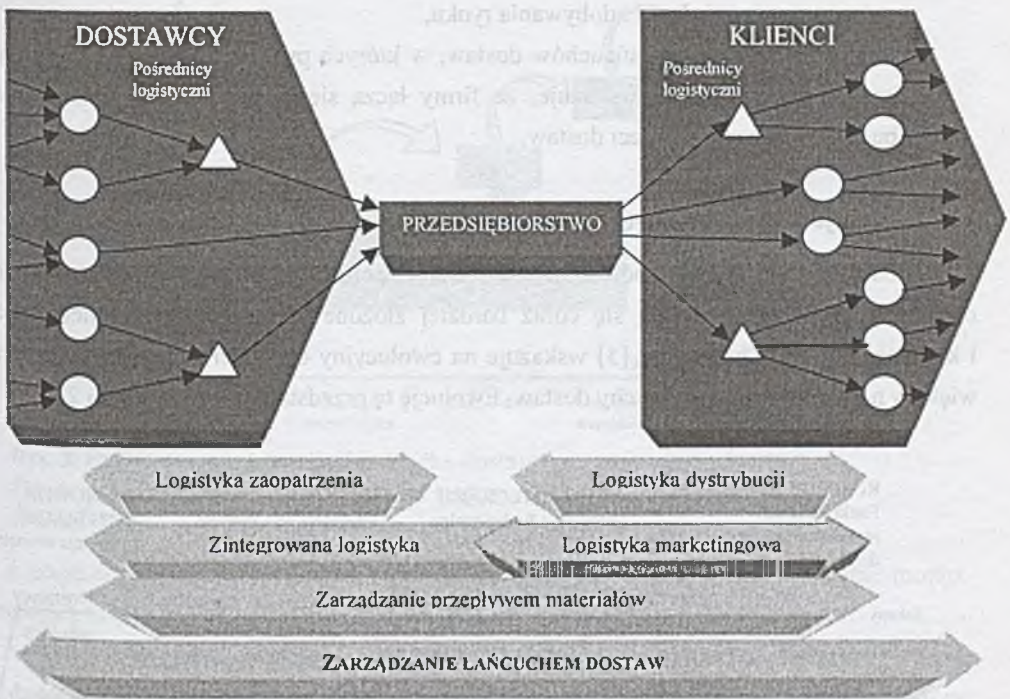 DOSTAWCY
Pośrednicy
logistyczni
PRZEDSIĘBIORSTWO
KLIENCI
Pośrednicy
logistyczni
Logistyka zaopatrzenia
Logistyka dystrybucji
Zintegrowana logistyka
Logistyka marketingowa
Zarządzanie przepływem materiałów
ZARZĄDZANIE ŁAŃCUCHEM DOSTAW